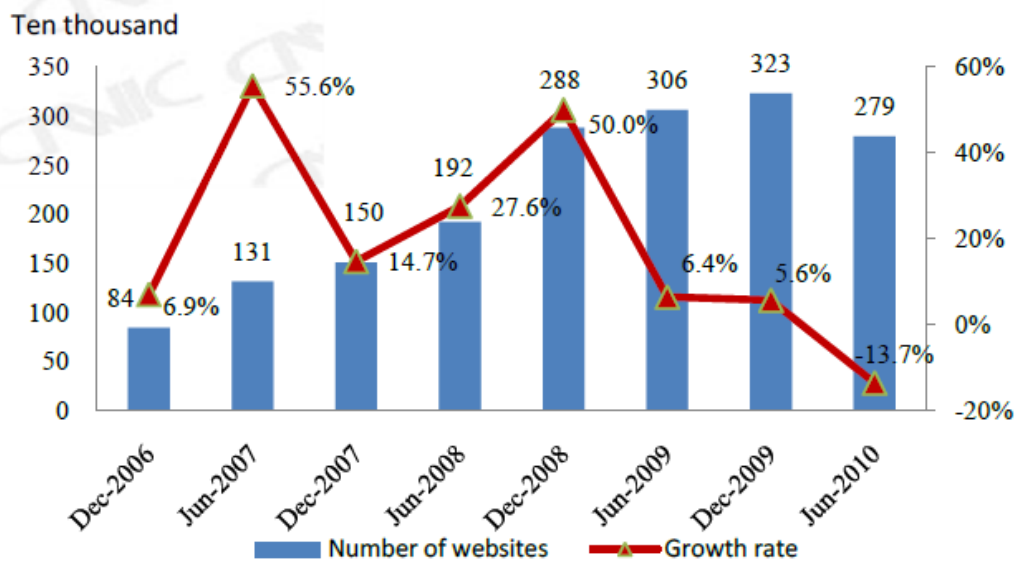 Ten thousand
350
300
250
200
150
100
50
0
60%
40%
20%
0%
-20%
84
131
150
192
288
306
323
279
6.9%
55.6%
14.7%
27.6%
50.0%
6.4%
5.6%
-13.7%
Dec-2006
Jun-2007
Dec-2007
Jun-2008
Dec-2008
Jun-2009
Dec-2009
Jun-2010
Number of websites
Growth rate
CNNIC